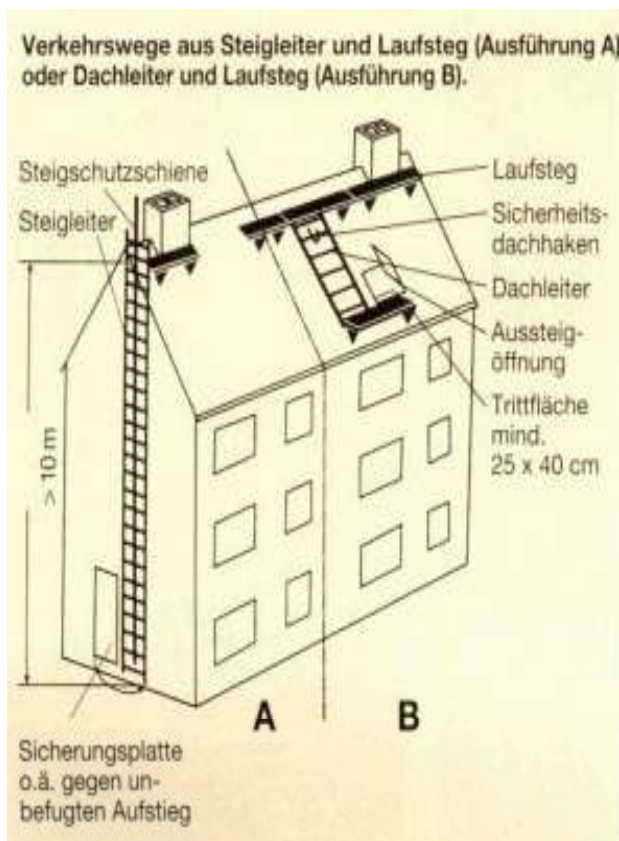 Verkehrswege aus Steigleiter und Laufsteg (Ausführung A)
oder Dachleiter und Laufsteg (Ausführung B).
Steigschutzschiene
Steigleiter
Laufsteg
Sicherheits-
dachhaken
Dachleiter
Aussteig-
öffnung
Trittfläche
mind.
25 x 40 cm
> 10 m
A
B
Sicherungsplatte
o.ä. gegen un-
befugten Aufstieg